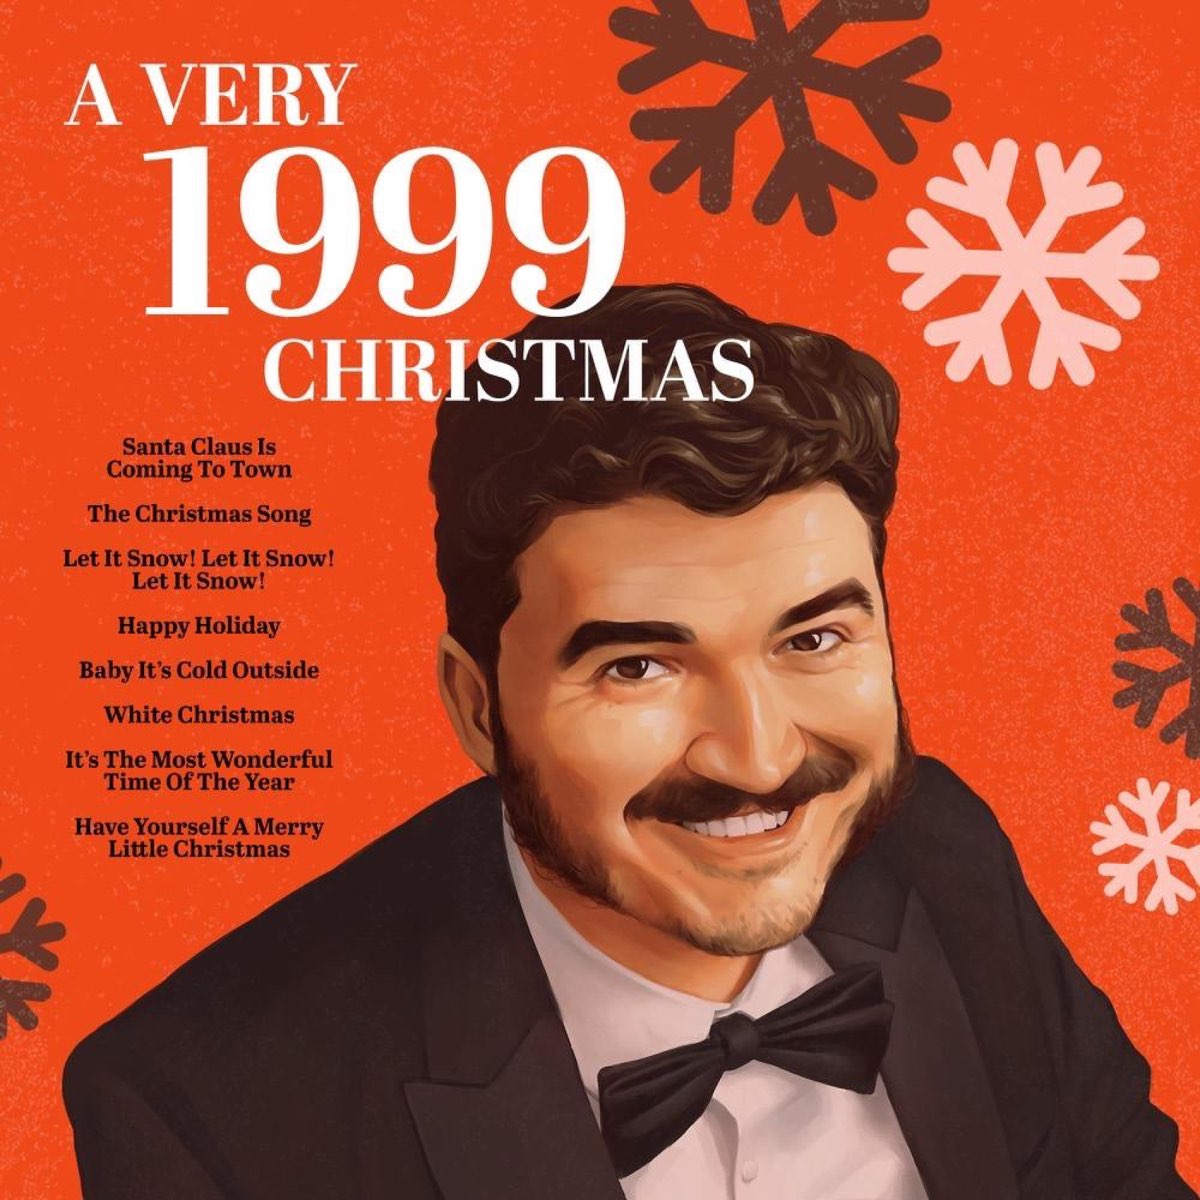 A VERY
1999
CHRISTMAS
Santa Claus Is
Coming To Town
The Christmas Song
Let It Snow! Let It Snow!
Let It Snow!
Happy Holiday
Baby It’s Cold Outside
White Christmas
It’s The Most Wonderful
Time Of The Year
Have Yourself A Merry
Little Christmas